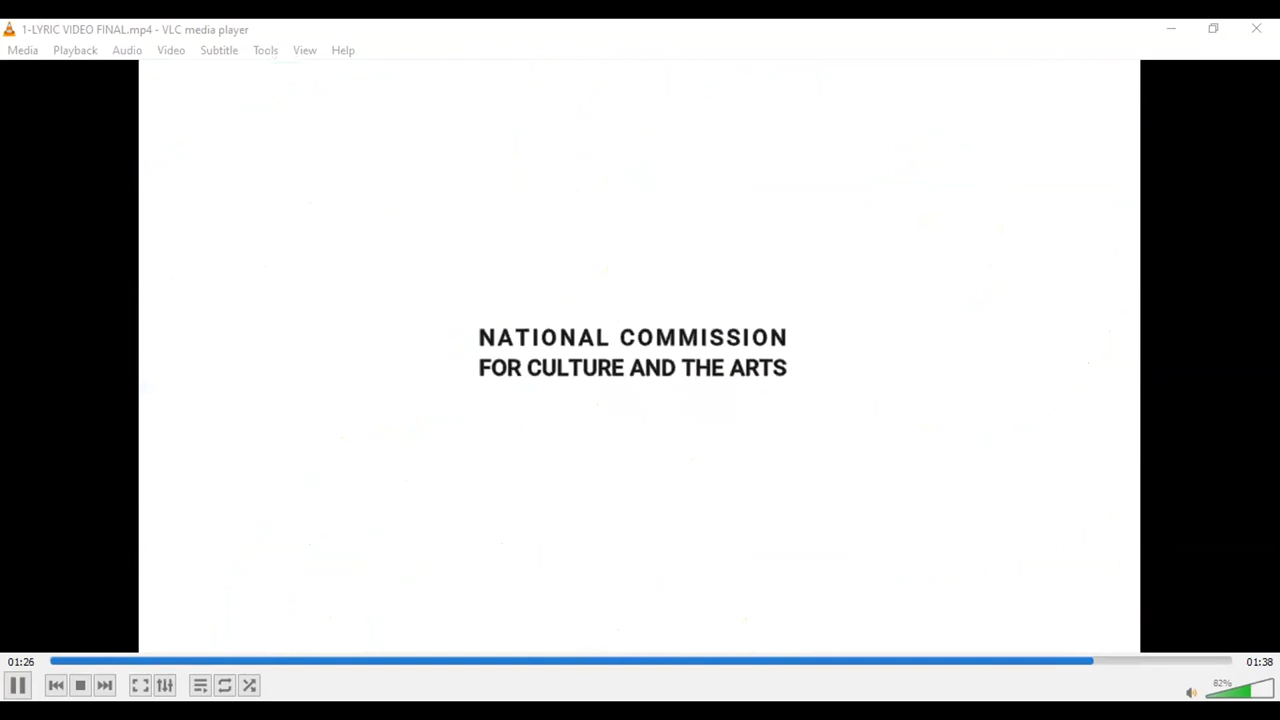 1-LYRIC VIDEO FINAL.mp4 - VLC media player
Media Playback Audio Video Subtitle Tools View Help
NATIONAL COMMISSION
FOR CULTURE AND THE ARTS
01:26 01:38
82%